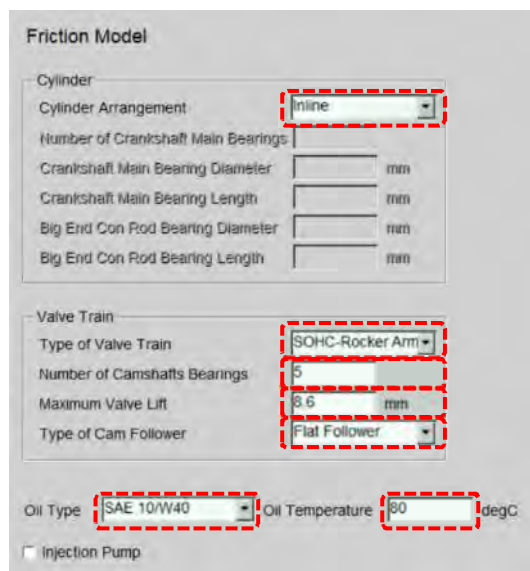 Friction Model
Cylinder
Cylinder Arrangement Inline
Number of Crankshaft Main Bearings
Crankshaft Main Bearing Diameter mm
Crankshaft Main Bearing Length mm
Big End Con Rod Bearing Diameter mm
Big End Con Rod Bearing Length mm
Valve Train
Type of Valve Train SOHC-Rocker Arm
Number of Camshafts Bearings 5
Maximum Valve Lift 8.6 mm
Type of Cam Follower Flat Follower
Oil Type SAE 10/W40 Oil Temperature 80 degC
Injection Pump